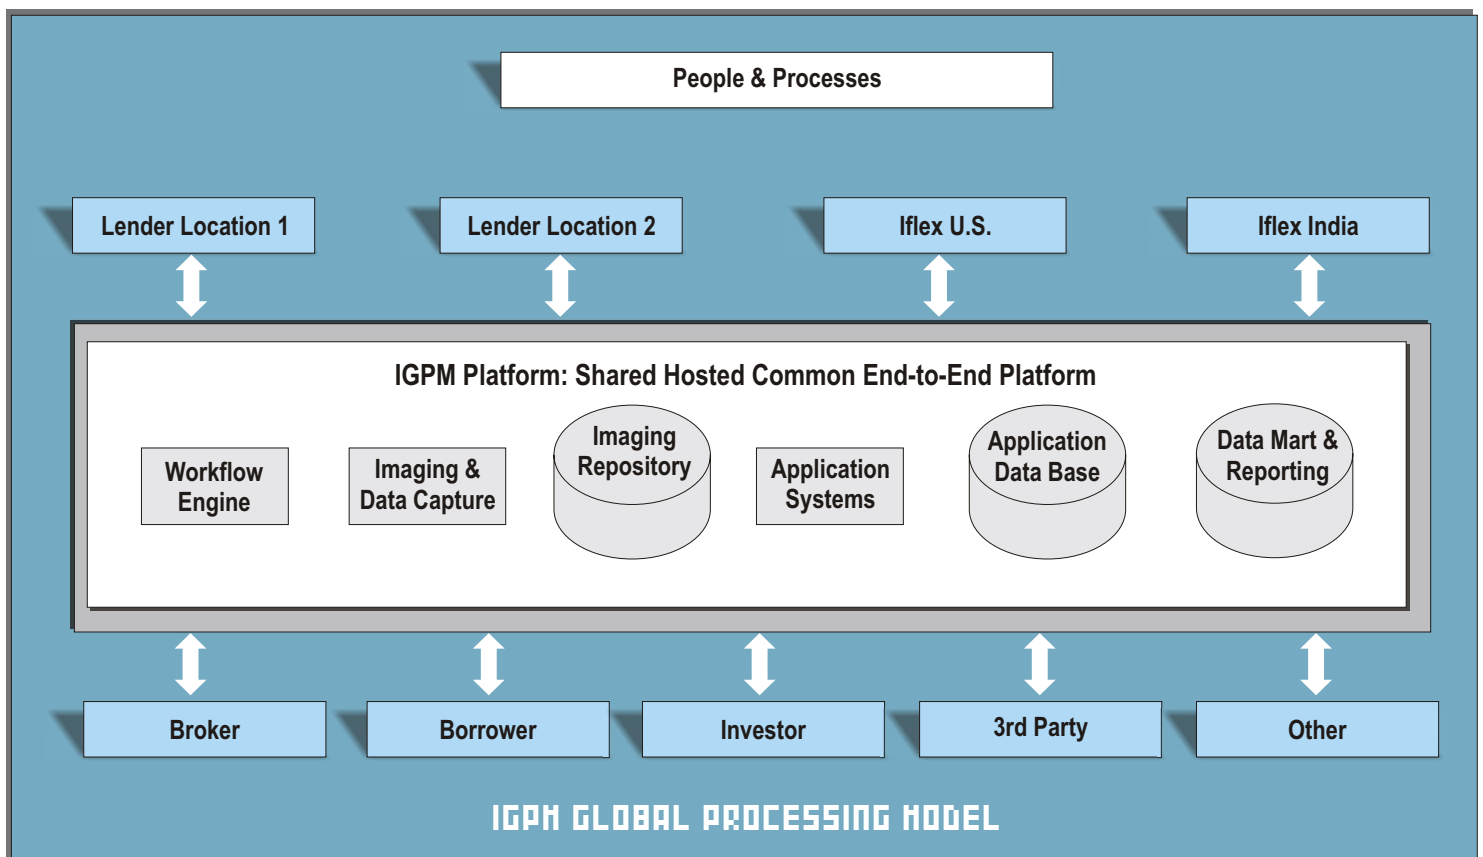 People & Processes
Lender Location 1
Lender Location 2
Iflex U.S.
Iflex India
IGPM Platform: Shared Hosted Common End-to-End Platform
Workflow
Engine
Imaging &
Data Capture
Imaging
Repository
Application
Systems
Application
Data Base
Data Mart &
Reporting
Broker
Borrower
Investor
3rd Party
Other
IGPM GLOBAL PROCESSING MODEL